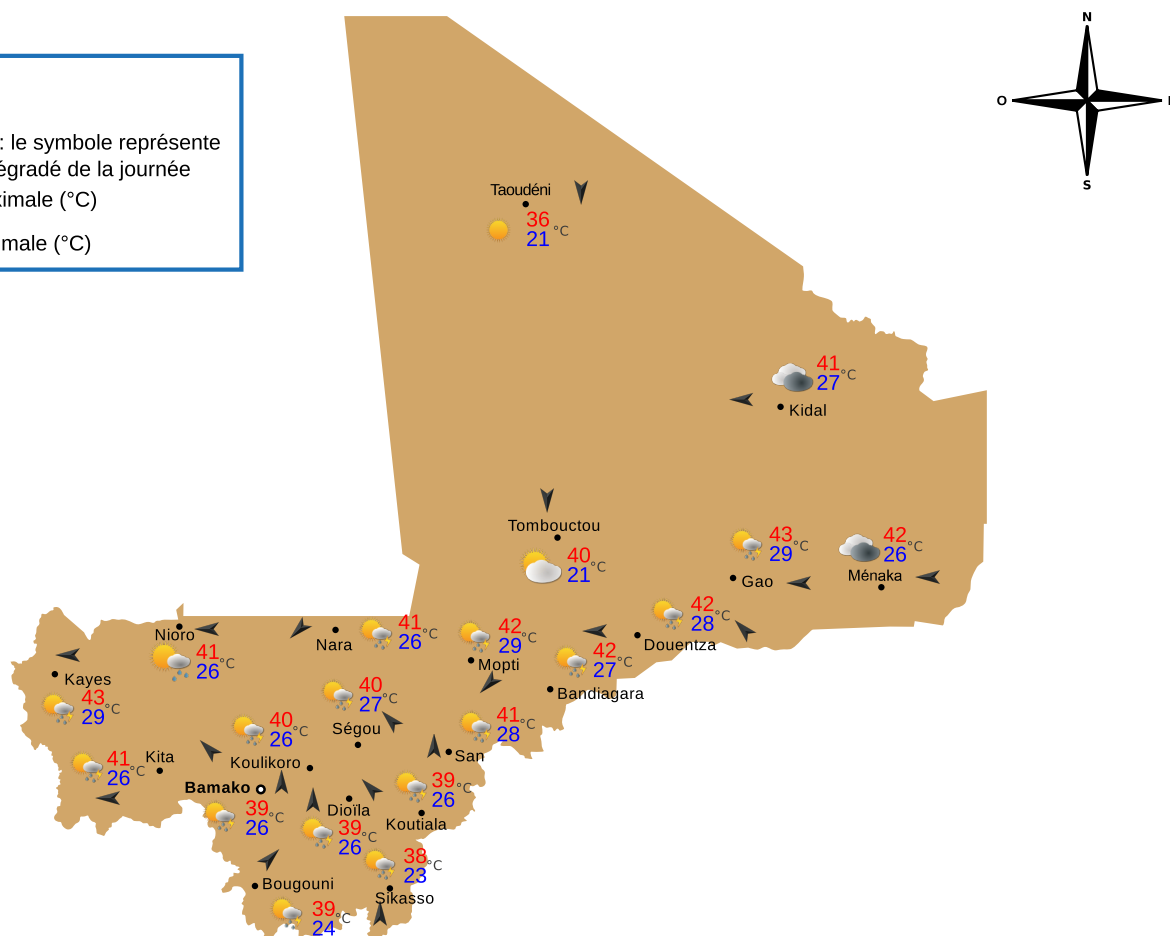 N
O
S
: le symbole représente
égradé de la journée
ximale (°C)
male (°C)
Taoudéni
36
21 °C
41
27 °C
Kidal
Tombouctou
40
21 °C
43
29 °C
Gao
42
26 °C
Ménaka
42
28 °C
Douentza
Nioro
41
26 °C
Nara
41
26 °C
42
29 °C
Mopti
42
27 °C
Bandiagara
Kayes
43
29 °C
40
27 °C
Ségou
41
28 °C
San
40
26 °C
Koulikoro
Kita
41
26 °C
Bamako
39
26 °C
Dioïla
39
26 °C
39
26 °C
Koutiala
38
23 °C
Sikasso
Bougouni
39
24 °C